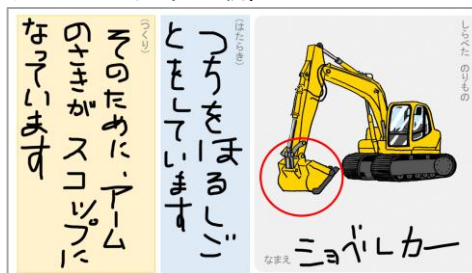 しらべた のりもの
なまえ ショベルカー
（はたらき）
つちをほるしご
とをしています
（つくり）
そのために、アーム
のさきが スコップに
なっています